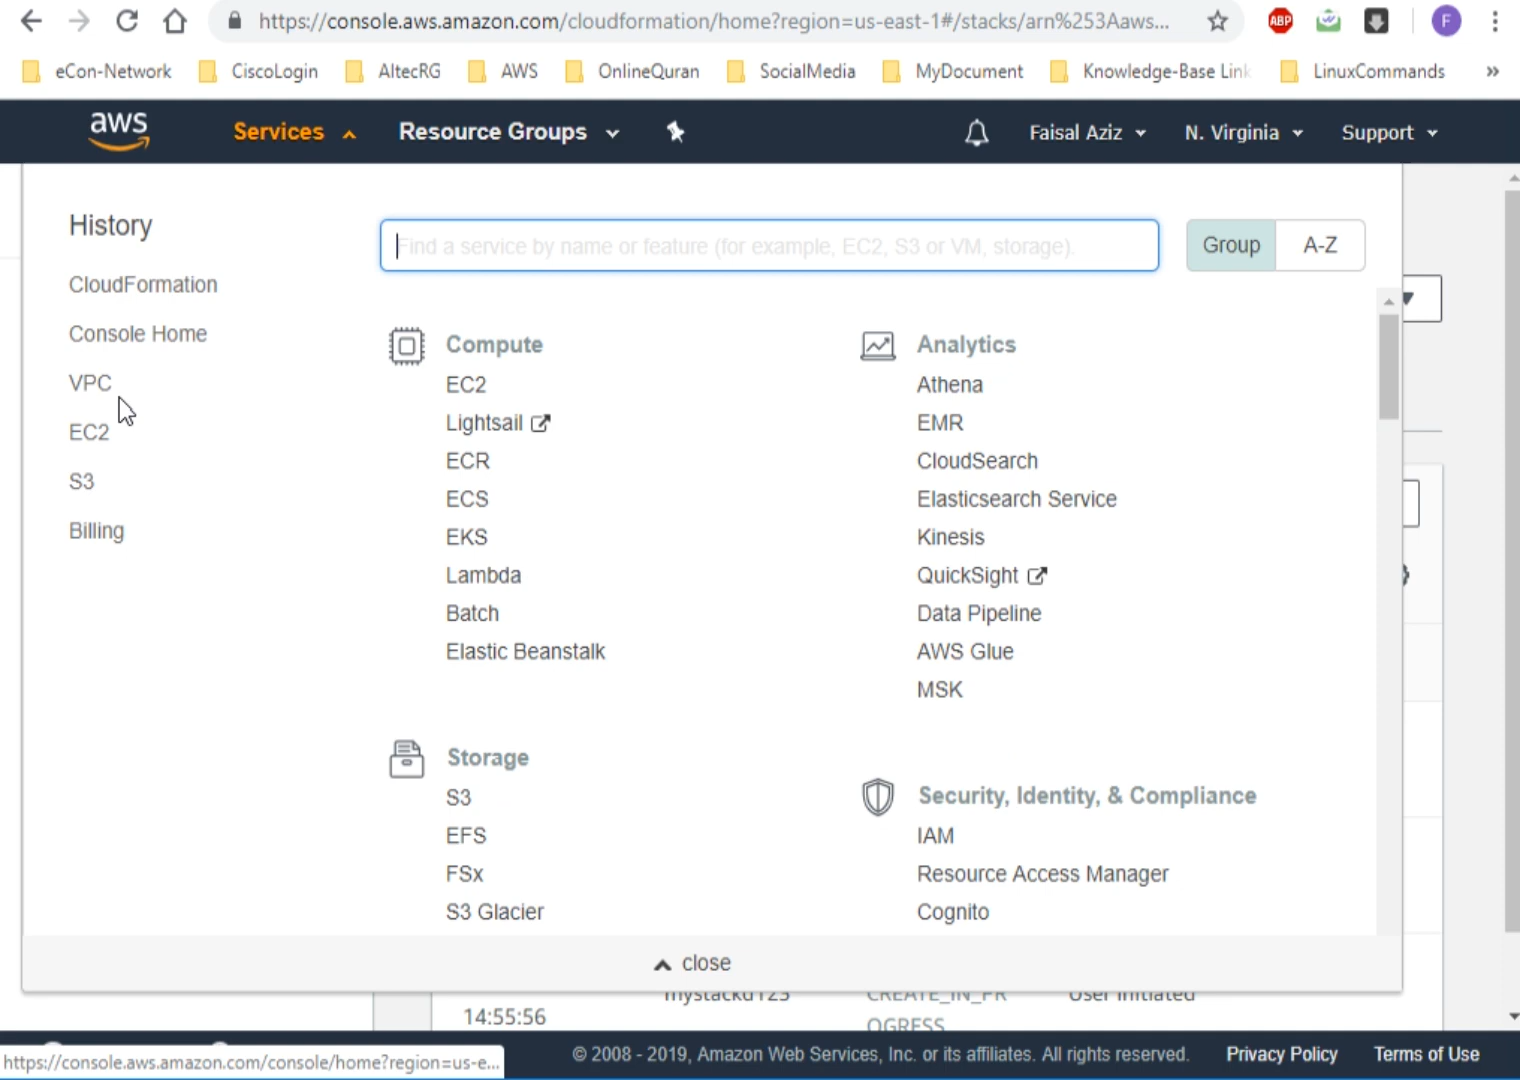 https://console.aws.amazon.com/cloudformation/home?region=us-east-1#/stacks/arn%253Aaws...
ABP
F
eCon-Network
CiscoLogin
AltecRG
AWS
OnlineQuran
SocialMedia
MyDocument
Knowledge-Base Link
LinuxCommands
»
aws
Services
Resource Groups
Faisal Aziz
N. Virginia
Support
History
CloudFormation
Console Home
VPC
EC2
S3
Billing
Find a service by name or feature (for example, EC2, S3 or VM, storage).
Group
A-Z
Compute
EC2
Lightsail
ECR
ECS
EKS
Lambda
Batch
Elastic Beanstalk
Storage
S3
EFS
FSx
S3 Glacier
Analytics
Athena
EMR
CloudSearch
Elasticsearch Service
Kinesis
QuickSight
Data Pipeline
AWS Glue
MSK
Security, Identity, & Compliance
IAM
Resource Access Manager
Cognito
close
14:55:56
mystackd123
CREATE_IN_PR
OGRESS
User Initiated
https://console.aws.amazon.com/console/home?region=us-e...
© 2008 - 2019, Amazon Web Services, Inc. or its affiliates. All rights reserved.
Privacy Policy
Terms of Use